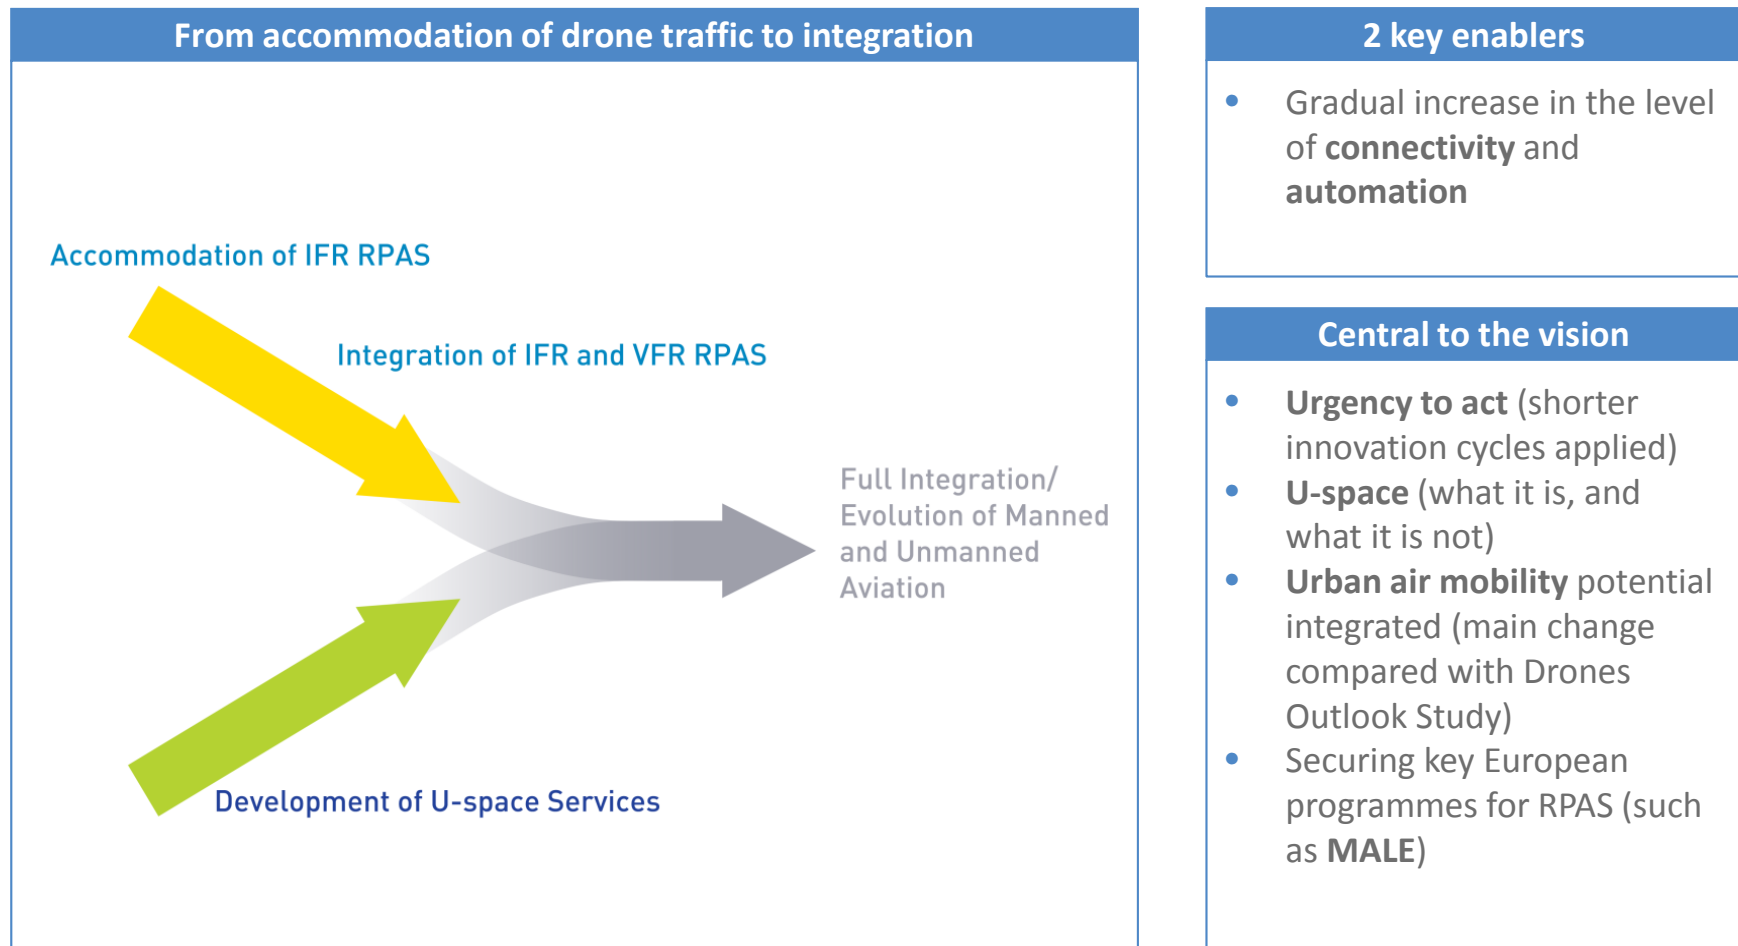 From accommodation of drone traffic to integration
Accommodation of IFR RPAS
Integration of IFR and VFR RPAS
Full Integration/
Evolution of Manned
and Unmanned
Aviation
Development of U-space Services
2 key enablers
• Gradual increase in the level
of connectivity and
automation
Central to the vision
• Urgency to act (shorter
innovation cycles applied)
• U-space (what it is, and
what it is not)
• Urban air mobility potential
integrated (main change
compared with Drones
Outlook Study)
• Securing key European
programmes for RPAS (such
as MALE)